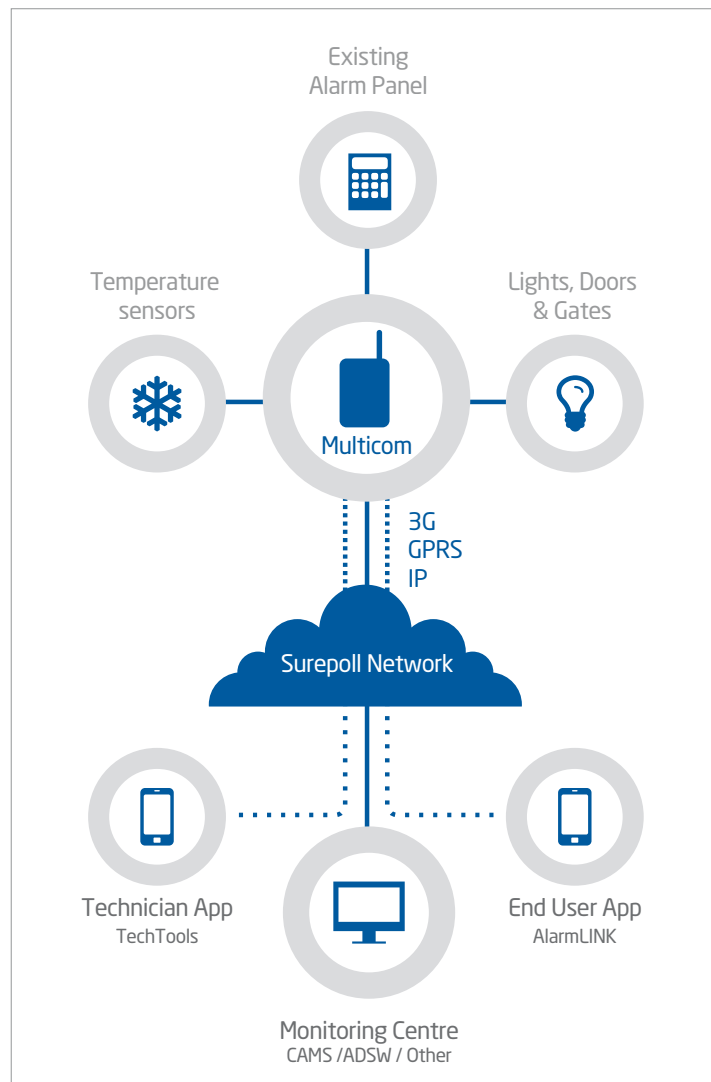 Existing
Alarm Panel
Temperature
sensors
Lights, Doors
& Gates
Multicom
3G
GPRS
IP
Surepoll Network
Technician App
TechTools
End User App
AlarmLINK
Monitoring Centre
CAMS /ADSW / Other